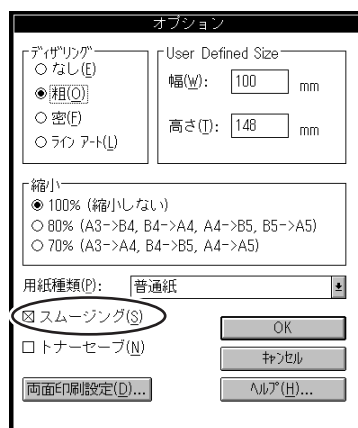 オプション
ディザリング
なし(E)
粗(O)
密(F)
ライン アート(L)
User Defined Size
幅(W): 100 mm
高さ(T): 148 mm
縮小
100% (縮小しない)
80% (A3->B4, B4->A4, A4->B5, B5->A5)
70% (A3->A4, B4->B5, A4->A5)
用紙種類(P): 普通紙
スムージング(S)
OK
トナーセーブ(N)
キャンセル
両面印刷設定(D)...
ヘルプ(H)...